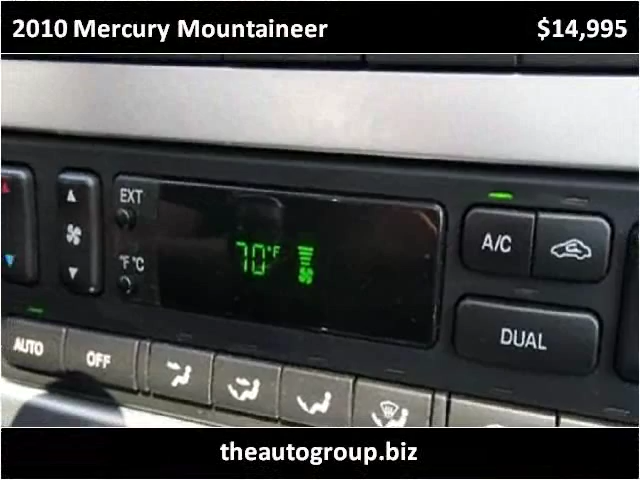 2010 Mercury Mountaineer $14,995
EXT
70°F
°F °C
A/C
DUAL
AUTO
OFF
theautogroup.biz